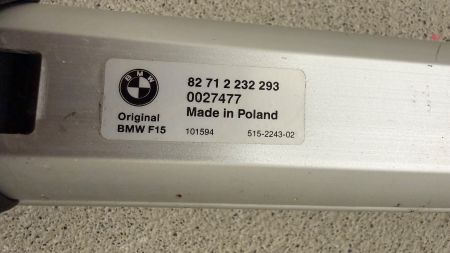 BMW
82 71 2 232 293
0027477
Made in Poland
Original
BMW F15
101594
515-2243-02